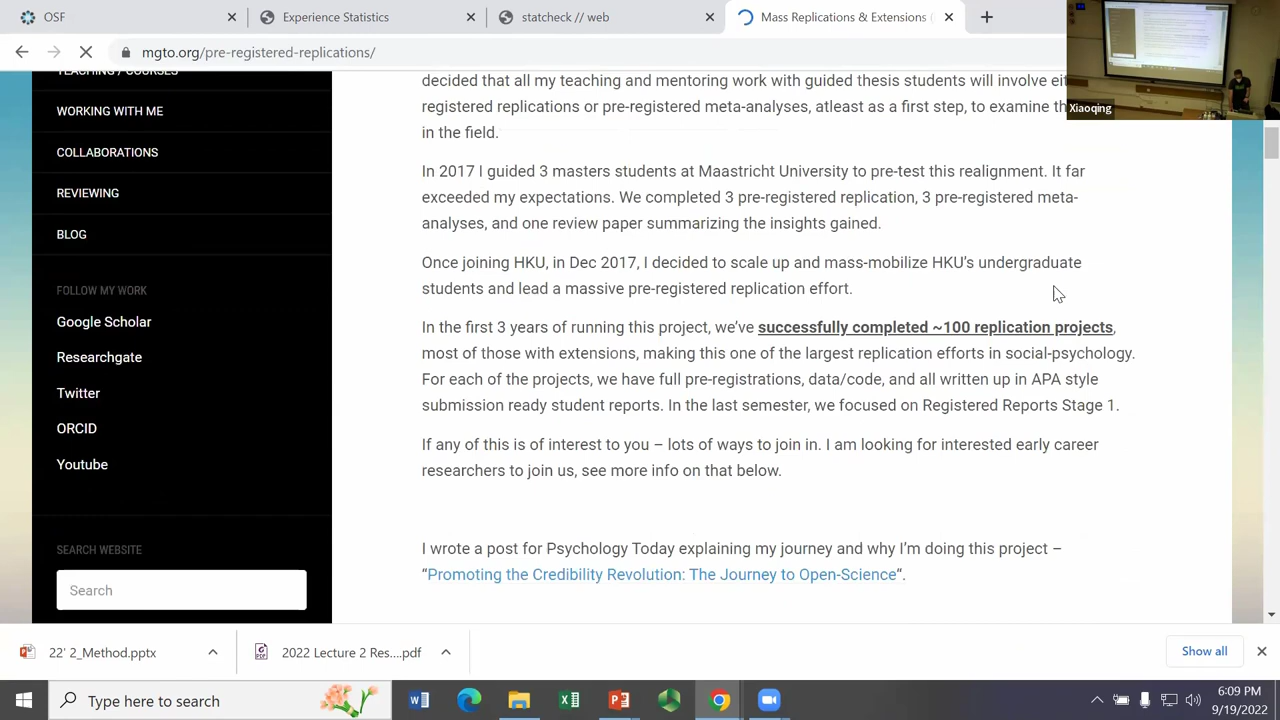 OSF
Experience Statistics
statcheck // web
Mass Replications & Extensions (
mgto.org/pre-registered-replications/
Xiaoqing
TEACHING / COURSES
WORKING WITH ME
COLLABORATIONS
REVIEWING
BLOG
FOLLOW MY WORK
Google Scholar
Researchgate
Twitter
ORCID
Youtube
SEARCH WEBSITE
Search
that all my teaching and mentoring work with guided thesis students will involve
registered replications or pre-registered meta-analyses, atleast as a first step, to examine
in the field.
In 2017 I guided 3 masters students at Maastricht University to pre-test this realignment. It far
exceeded my expectations. We completed 3 pre-registered replication, 3 pre-registered meta-
analyses, and one review paper summarizing the insights gained.
Once joining HKU, in Dec 2017, I decided to scale up and mass-mobilize HKU's undergraduate
students and lead a massive pre-registered replication effort.
In the first 3 years of running this project, we've successfully completed ~100 replication projects,
most of those with extensions, making this one of the largest replication efforts in social-psychology.
For each of the projects, we have full pre-registrations, data/code, and all written up in APA style
submission ready student reports. In the last semester, we focused on Registered Reports Stage 1.
If any of this is of interest to you – lots of ways to join in. I am looking for interested early career
researchers to join us, see more info on that below.
I wrote a post for Psychology Today explaining my journey and why I'm doing this project –
“Promoting the Credibility Revolution: The Journey to Open-Science“.
22' 2_Method.pptx
2022 Lecture 2 Res....pdf
Show all
Type here to search
6:09 PM
9/19/2022